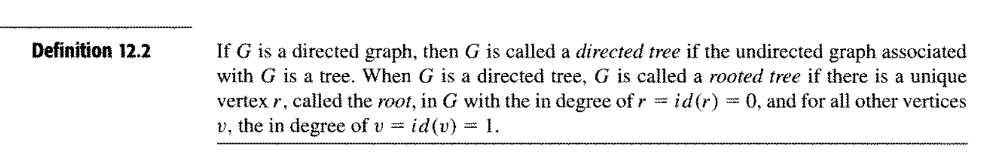 Definition 12.2 If G is a directed graph, then G is called a directed tree if the undirected graph associated
with G is a tree. When G is a directed tree, G is called a rooted tree if there is a unique
vertex r, called the root, in G with the in degree of r = id(r) = 0, and for all other vertices
v, the in degree of v = id(v) = 1.